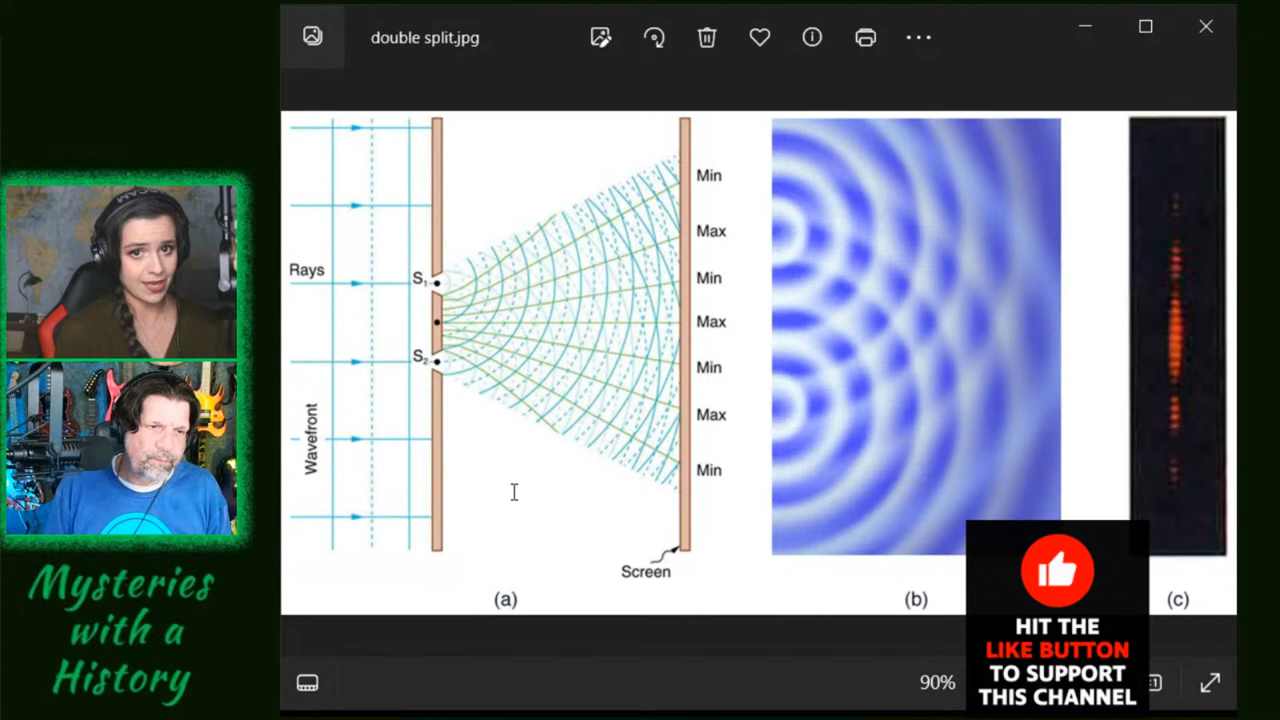 double split.jpg
Rays
Wavefront
S1
S2
Min
Max
Min
Max
Min
Max
Min
Screen
(a)
(b)
(c)
Mysteries
with a
History
90%
HIT THE
LIKE BUTTON
TO SUPPORT
THIS CHANNEL